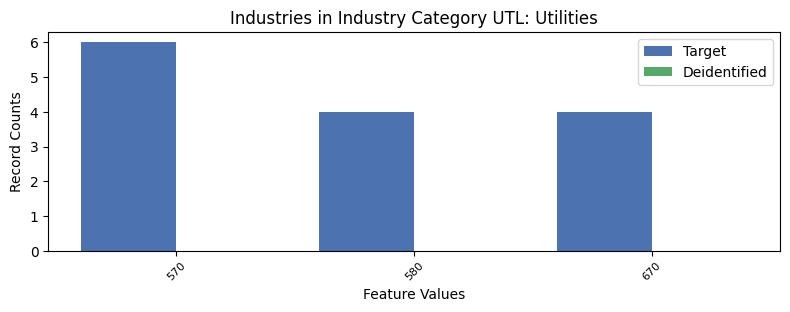 Industries in Industry Category UTL: Utilities
Target
Deidentified
Record Counts
6
5
4
3
2
1
0
570
580
670
Feature Values